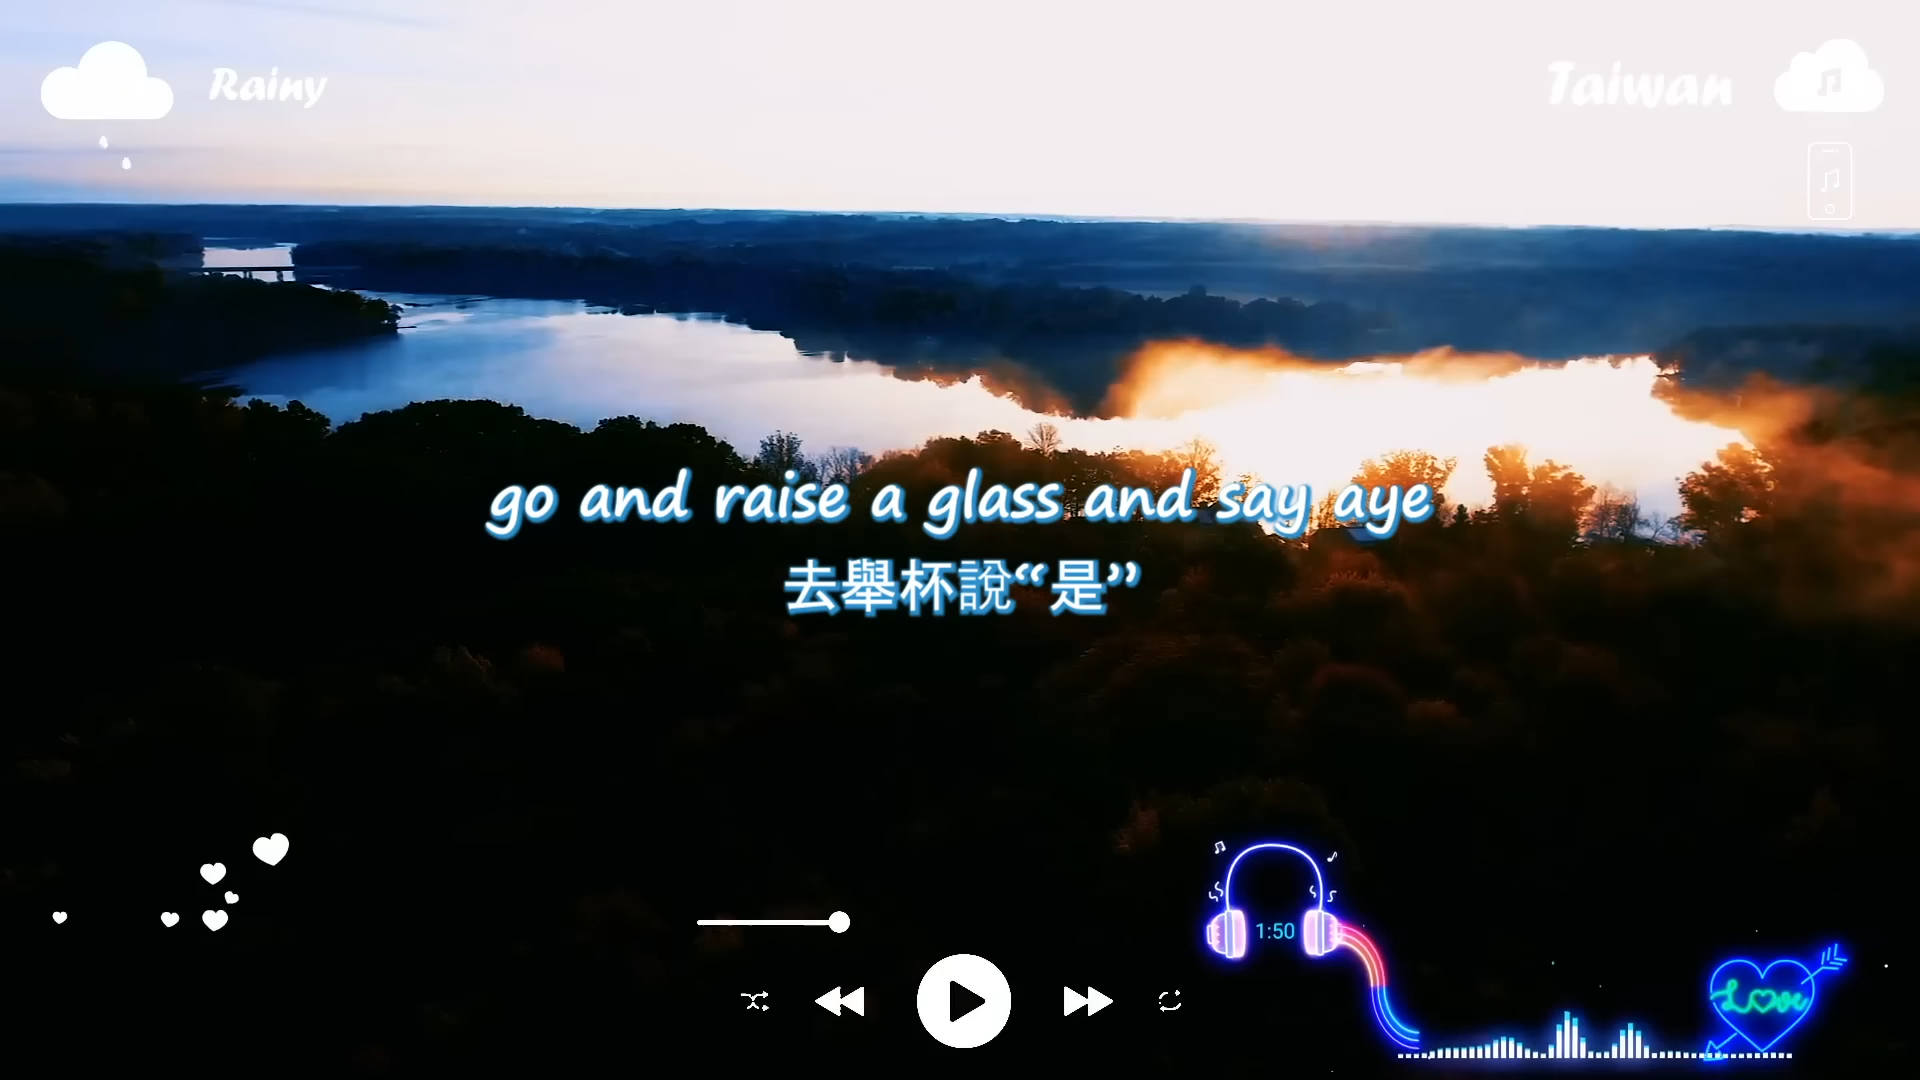 Rainy
Taiwan
go and raise a glass and say aye
去舉杯說“是”
1:50
Love